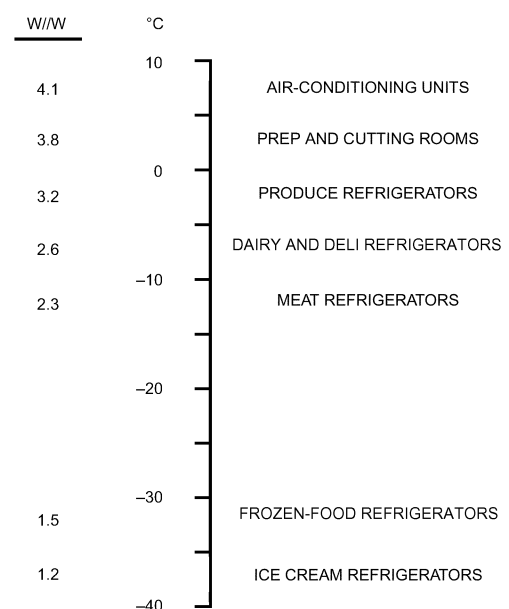 W//W °C
10
4.1 AIR-CONDITIONING UNITS
3.8 PREP AND CUTTING ROOMS
0
3.2 PRODUCE REFRIGERATORS
2.6 DAIRY AND DELI REFRIGERATORS
–10
2.3 MEAT REFRIGERATORS
–20
–30
1.5 FROZEN-FOOD REFRIGERATORS
1.2 ICE CREAM REFRIGERATORS
–40